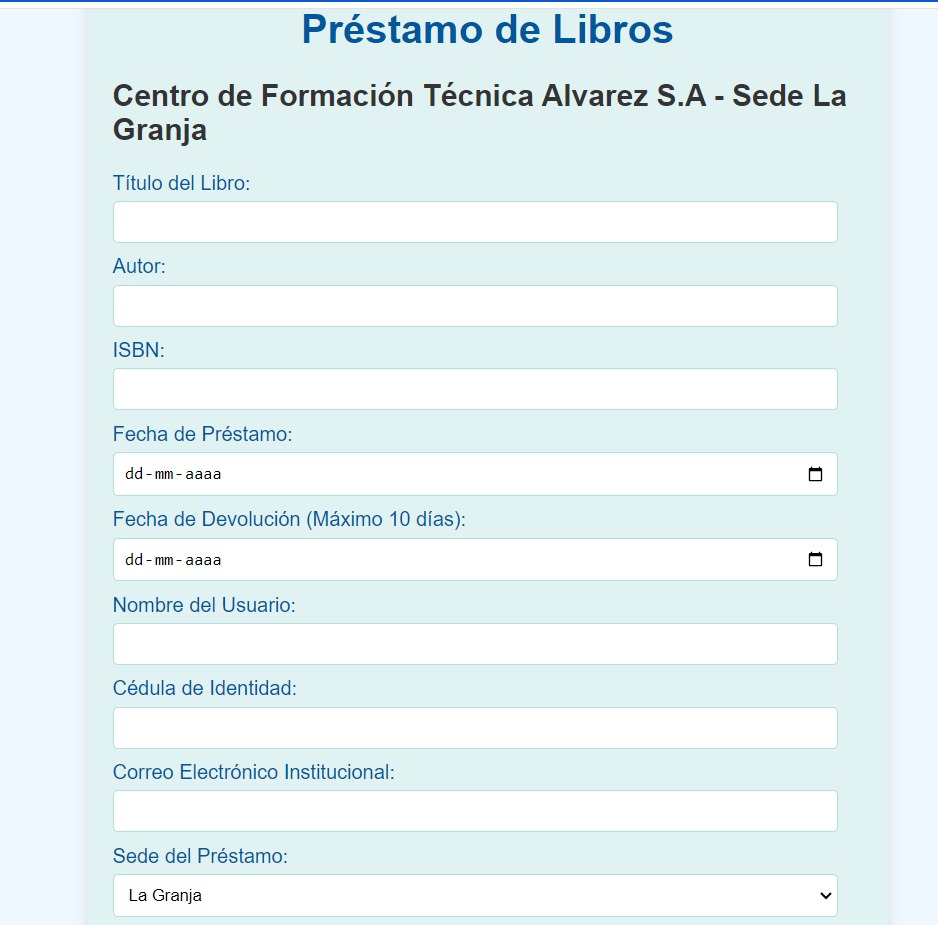 Préstamo de Libros
Centro de Formación Técnica Alvarez S.A - Sede La
Granja
Título del Libro:
Autor:
ISBN:
Fecha de Préstamo:
dd-mm-aaaa
Fecha de Devolución (Máximo 10 días):
dd-mm-aaaa
Nombre del Usuario:
Cédula de Identidad:
Correo Electrónico Institucional:
Sede del Préstamo:
La Granja